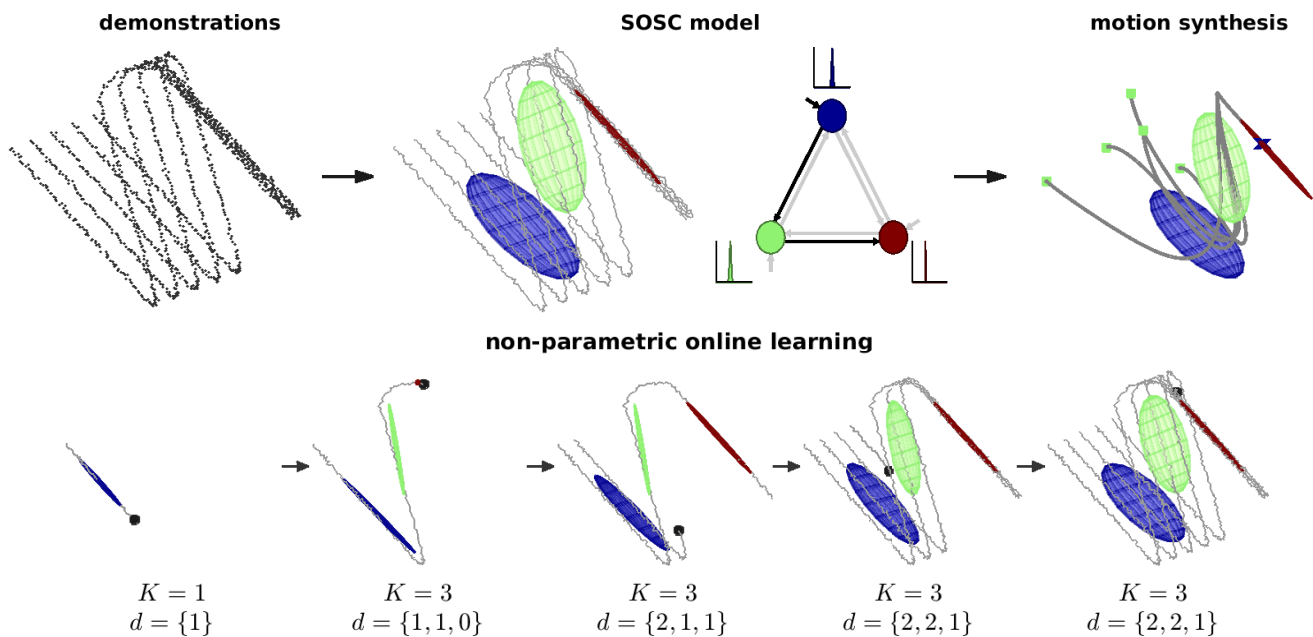 demonstrations
SOSC model
motion synthesis
non-parametric online learning
K = 1
d = {1}
K = 3
d = {1, 1, 0}
K = 3
d = {2, 1, 1}
K = 3
d = {2, 2, 1}
K = 3
d = {2, 2, 1}